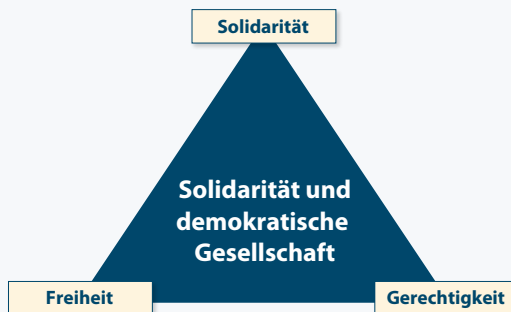 Solidarität
Solidarität und
demokratische
Gesellschaft
Freiheit
Gerechtigkeit